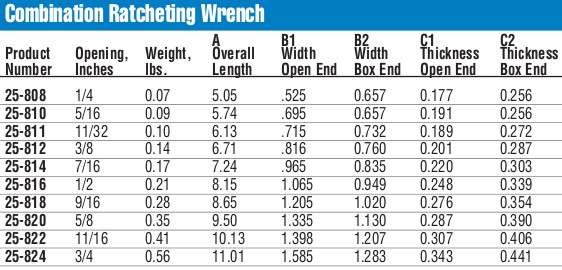 Combination Ratcheting Wrench
A B1 B2 C1 C2
Product Opening, Weight, Overall Width Width Thickness Thickness
Number Inches lbs. Length Open End Box End Open End Box End
25-808 1/4 0.07 5.05 .525 0.657 0.177 0.256
25-810 5/16 0.09 5.74 .695 0.657 0.191 0.256
25-811 11/32 0.10 6.13 .715 0.732 0.189 0.272
25-812 3/8 0.14 6.71 .816 0.760 0.201 0.287
25-814 7/16 0.17 7.24 .965 0.835 0.220 0.303
25-816 1/2 0.21 8.15 1.065 0.949 0.248 0.339
25-818 9/16 0.28 8.65 1.205 1.020 0.276 0.354
25-820 5/8 0.35 9.50 1.335 1.130 0.287 0.390
25-822 11/16 0.41 10.13 1.398 1.207 0.307 0.406
25-824 3/4 0.56 11.01 1.585 1.283 0.343 0.441